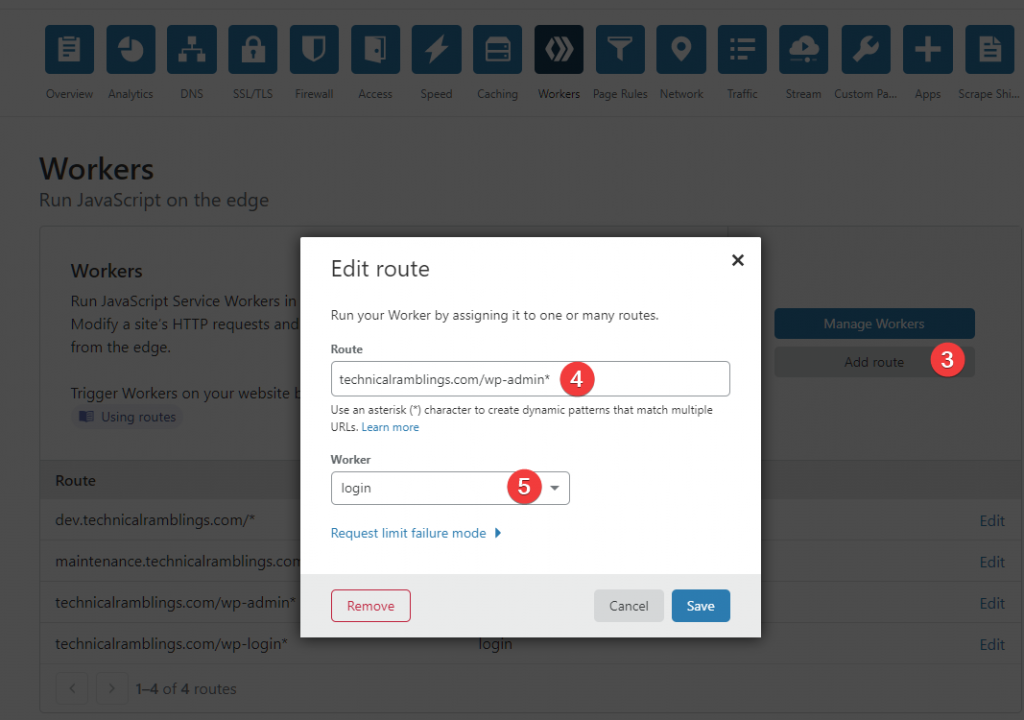 Overview
Analytics
DNS
SSL/TLS
Firewall
Access
Speed
Caching
Workers
Page Rules
Network
Traffic
Stream
Custom Pa...
Apps
Scrape Shi...
Workers
Run JavaScript on the edge
Workers
Run JavaScript Service Workers in
Modify a site's HTTP requests and
from the edge.
Trigger Workers on your website b
Using routes
Manage Workers
Add route
3
Edit route
Run your Worker by assigning it to one or many routes.
Route
technicalramblings.com/wp-admin*
4
Use an asterisk (*) character to create dynamic patterns that match multiple
URLs. Learn more
Worker
login
5
Request limit failure mode
Remove
Cancel
Save
Route
dev.technicalramblings.com/*
Edit
maintenance.technicalramblings.com
Edit
technicalramblings.com/wp-admin*
Edit
technicalramblings.com/wp-login*
login
Edit
1–4 of 4 routes